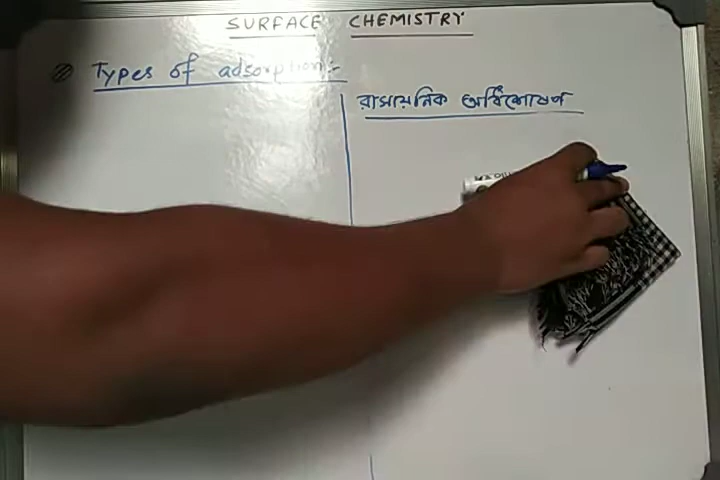 SURFACE CHEMISTRY
Types of adsorption:-
রাসায়নিক অধিশোষণ